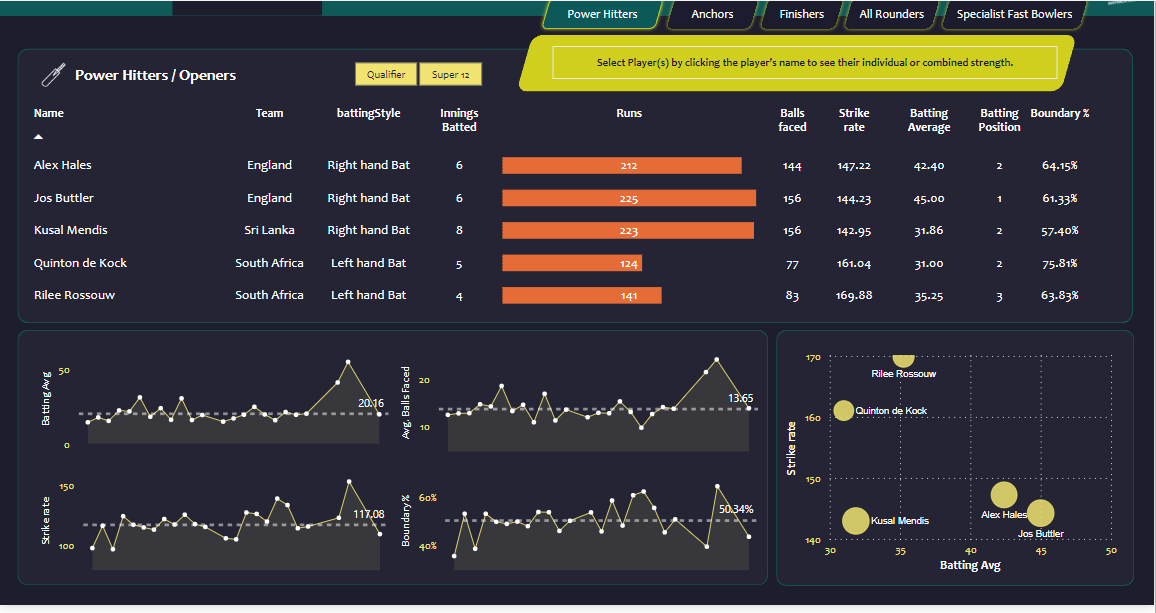 Power Hitters Anchors Finishers All Rounders Specialist Fast Bowlers
Select Player(s) by clicking the player's name to see their individual or combined strength.
Power Hitters / Openers Qualifier Super 12
Name Team battingStyle Innings Batted Runs Balls faced Strike rate Batting Average Batting Position Boundary %
Alex Hales England Right hand Bat 6 212 144 147.22 42.40 2 64.15%
Jos Buttler England Right hand Bat 6 225 156 144.23 45.00 1 61.33%
Kusal Mendis Sri Lanka Right hand Bat 8 223 156 142.95 31.86 2 57.40%
Quinton de Kock South Africa Left hand Bat 5 124 77 161.04 31.00 2 75.81%
Rilee Rossouw South Africa Left hand Bat 4 141 83 169.88 35.25 3 63.83%
Batting Avg
50
0
20.16
Avg. Balls Faced
20
10
13.65
Strike rate
150
100
117.08
Boundary%
60%
40%
50.34%
Strike rate
170
160
150
140
Rilee Rossouw
Quinton de Kock
Alex Hales
Kusal Mendis
Jos Buttler
30 35 40 45 50
Batting Avg